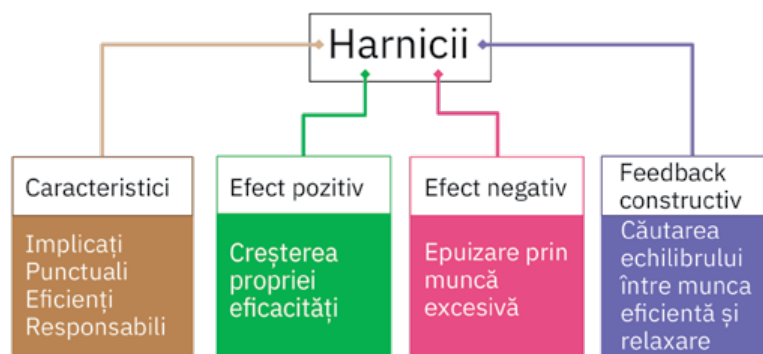 Harnicii
Caracteristici
Implicați
Punctuali
Eficienți
Responsabili
Efect pozitiv
Creșterea
propriei
eficacități
Efect negativ
Epuizare prin
muncă
excesivă
Feedback
constructiv
Căutarea
echilibrului
între munca
eficientă și
relaxare